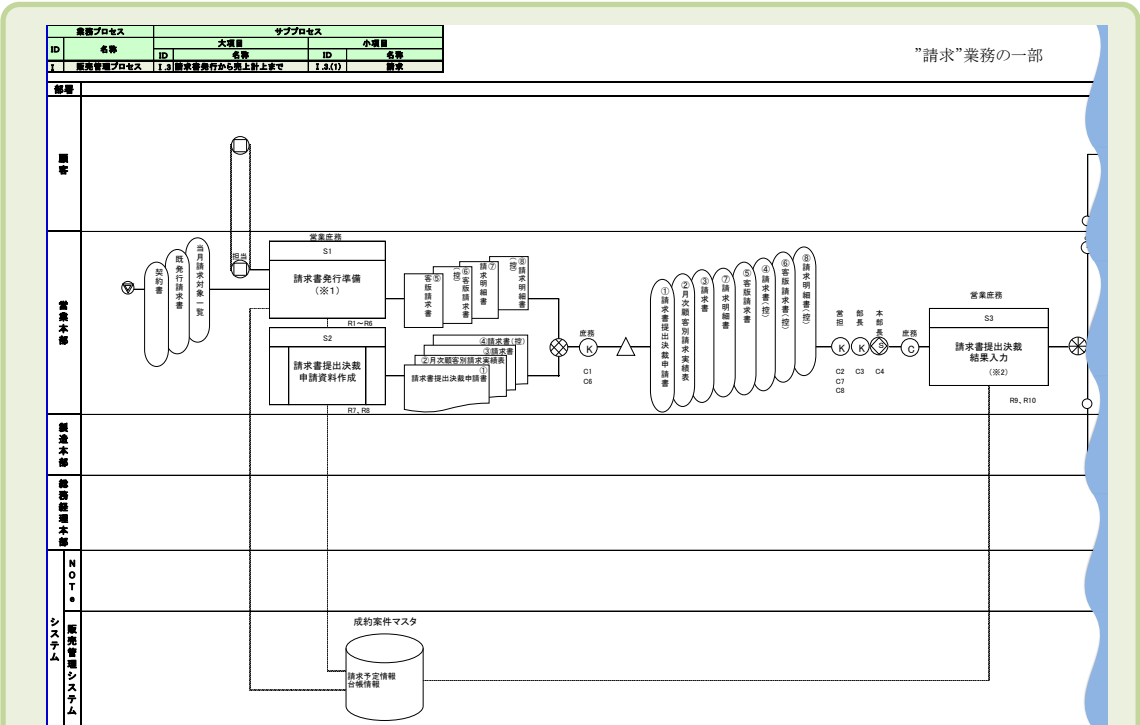 業務プロセス サブプロセス
ID 名称 大項目 小項目
ID 名称 ID 名称
I 販売管理プロセス I.3 請求書発行から売上計上まで I.3.(1) 請求
”請求”業務の一部
部署
顧客
営業本部
製造本部
総務経理本部
システム
NOTe
販売管理システム
契約書
既発行請求書
当月請求対象一覧
担当
営業庶務
S1
請求書発行準備
(※1)
R1~R6
S2
請求書提出決裁
申請資料作成
R7、R8
⑤客版請求書
⑥客版請求書(控)
⑦請求明細書
⑧請求明細書(控)
④請求書(控)
③請求書
②月次顧客別請求実績表
①
請求書提出決裁申請書
庶務
K
C1
C6
①請求書提出決裁申請書
②月次顧客別請求実績表
③請求書
⑦請求明細書
⑤客版請求書
④請求書(控)
⑥客版請求書(控)
⑧請求明細書(控)
営担
K
C2
C7
C8
部長
K
C3
本部長
S
C4
庶務
C
営業庶務
S3
請求書提出決裁
結果入力
(※2)
R9、R10
成約案件マスタ
請求予定情報
台帳情報